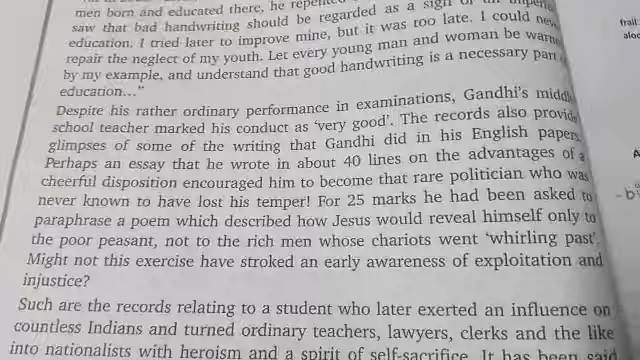 men born and educated there, he
saw that bad handwriting should be regarded as a sign of an
education. I tried later to improve mine, but it was too late. I could
repair the neglect of my youth. Let every young man and woman be
by my example, and understand that good handwriting is a necessary
education..."
Despite his rather ordinary performance in examinations, Gandhi's
school teacher marked his conduct as 'very good'. The records also
glimpses of some of the writing that Gandhi did in his English papers.
Perhaps an essay that he wrote in about 40 lines on the advantages of a
cheerful disposition encouraged him to become that rare politician who was
never known to have lost his temper! For 25 marks he had been asked to
paraphrase a poem which described how Jesus would reveal himself only to
the poor peasant, not to the rich men whose chariots went 'whirling past'.
Might not this exercise have stroked an early awareness of exploitation and
injustice?
Such are the records relating to a student who later exerted an influence on
countless Indians and turned ordinary teachers, lawyers, clerks and the like
into nationalists with heroism and a spirit of self-sacrifice. It has been said